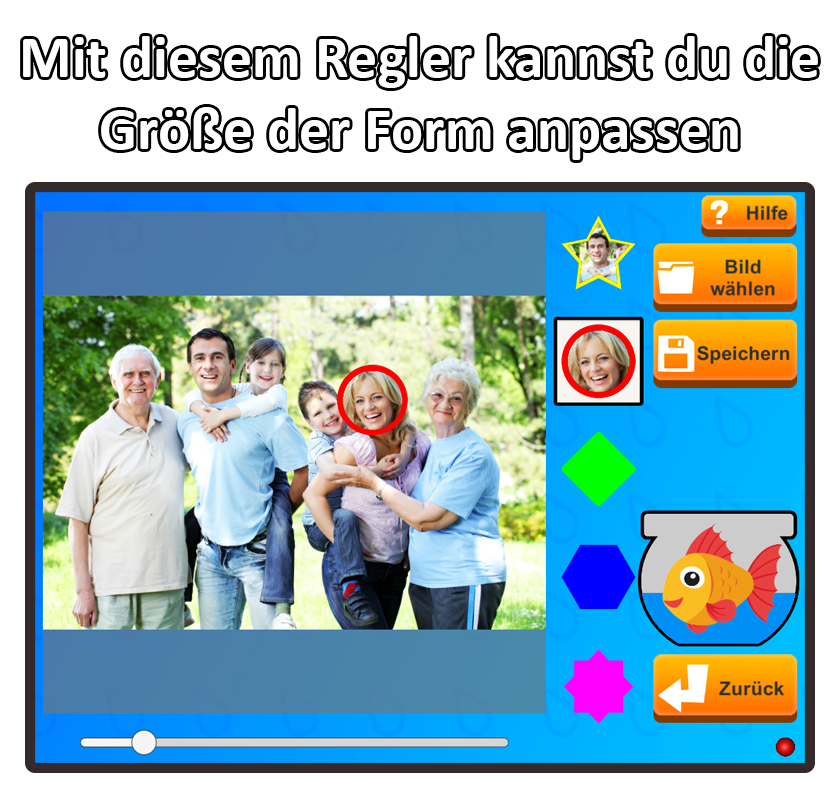 Mit diesem Regler kannst du die
Größe der Form anpassen
? Hilfe
Bild
wählen
Speichern
Zurück